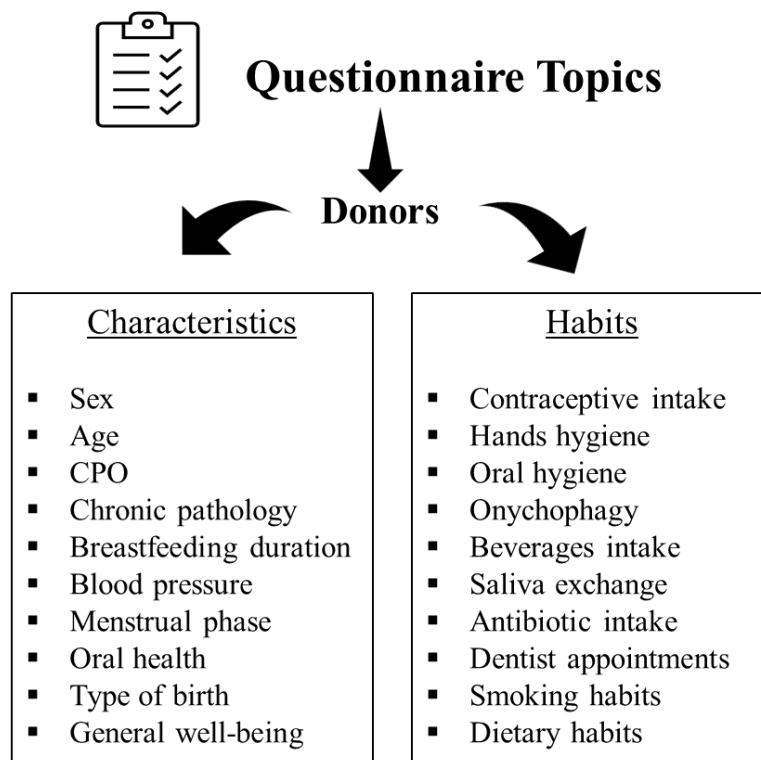 Questionnaire Topics
Donors
Characteristics
▪ Sex
▪ Age
▪ CPO
▪ Chronic pathology
▪ Breastfeeding duration
▪ Blood pressure
▪ Menstrual phase
▪ Oral health
▪ Type of birth
▪ General well-being
Habits
▪ Contraceptive intake
▪ Hands hygiene
▪ Oral hygiene
▪ Onychophagy
▪ Beverages intake
▪ Saliva exchange
▪ Antibiotic intake
▪ Dentist appointments
▪ Smoking habits
▪ Dietary habits